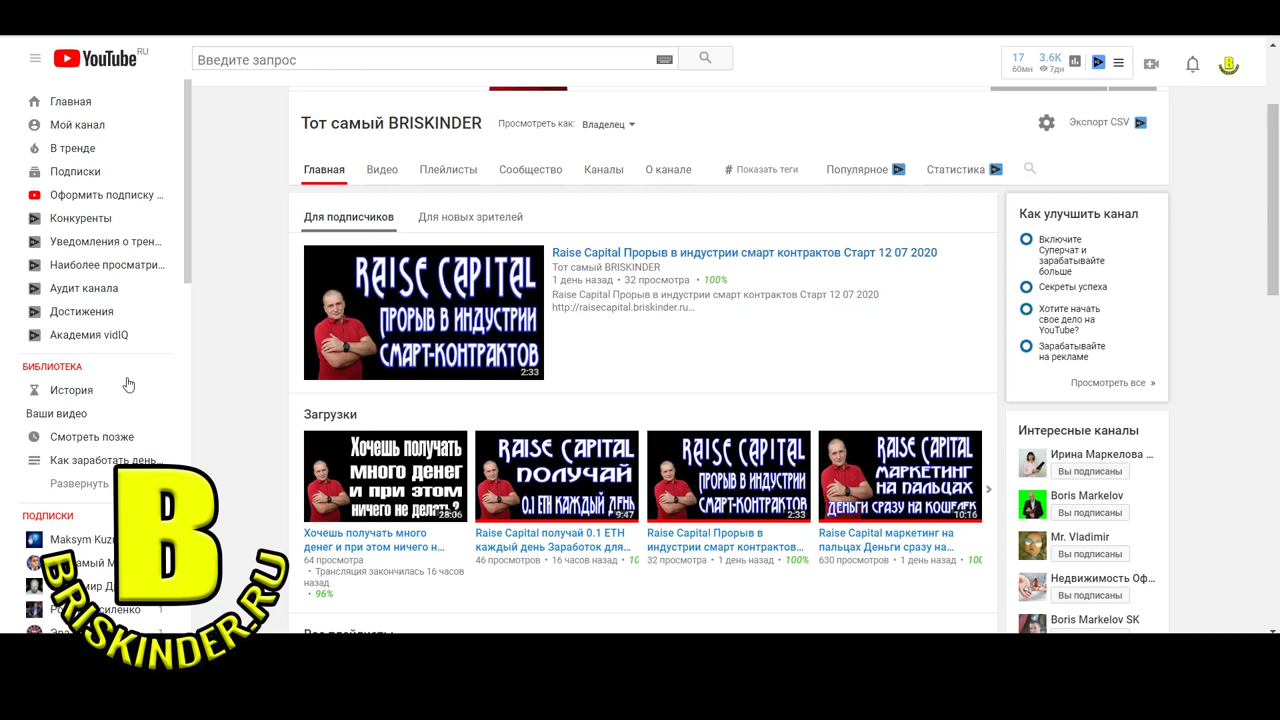 YouTube RU
Введите запрос
17 3.6K
60мн 7дн
Главная
Мой канал
В тренде
Подписки
Оформить подписку ...
Конкуренты
Уведомления о трен...
Наиболее просматри...
Аудит канала
Достижения
Академия vidIQ
БИБЛИОТЕКА
История
Ваши видео
Смотреть позже
Как заработать день...
Развернуть
ПОДПИСКИ
Maksym Kuz
B
BRISKINDER.RU
Тот самый BRISKINDER
Просмотреть как: Владелец
Экспорт CSV
Главная Видео Плейлисты Сообщество Каналы О канале # Показать теги Популярное Статистика
Для подписчиков Для новых зрителей
RAISE CAPITAL
ПРОРЫВ В ИНДУСТРИИ
СМАРТ-КОНТРАКТОВ
2:33
Raise Capital Прорыв в индустрии смарт контрактов Старт 12 07 2020
Тот самый BRISKINDER
1 день назад • 32 просмотра • 100%
Raise Capital Прорыв в индустрии смарт контрактов Старт 12 07 2020
http://raisecapital.briskinder.ru...
Загрузки
Хочешь получать
много денег
и при этом
ничего не делать?
28:06
Хочешь получать много
денег и при этом ничего н...
64 просмотра
• Трансляция закончилась 16 часов
назад
• 96%
RAISE CAPITAL
ПОЛУЧАЙ
0.1 ETH КАЖДЫЙ ДЕНЬ
9:47
Raise Capital получай 0.1 ETH
каждый день Заработок для...
46 просмотров • 16 часов назад • 10
RAISE CAPITAL
ПРОРЫВ В ИНДУСТРИИ
СМАРТ-КОНТРАКТОВ
2:33
Raise Capital Прорыв в
индустрии смарт контрактов...
32 просмотра • 1 день назад • 100%
RAISE CAPITAL
МАРКЕТИНГ
НА ПАЛЬЦАХ
ДЕНЬГИ СРАЗУ НА КОШЕЛЕК
10:16
Raise Capital маркетинг на
пальцах Деньги сразу на...
630 просмотров • 1 день назад • 100
Как улучшить канал
Включите
Суперчат и
зарабатывайте
больше
Секреты успеха
Хотите начать
свое дело на
YouTube?
Зарабатывайте
на рекламе
Просмотреть все »
Интересные каналы
Ирина Маркелова ...
Вы подписаны
Boris Markelov
Вы подписаны
Mr. Vladimir
Вы подписаны
Недвижимость Оф...
Вы подписаны
Boris Markelov SK